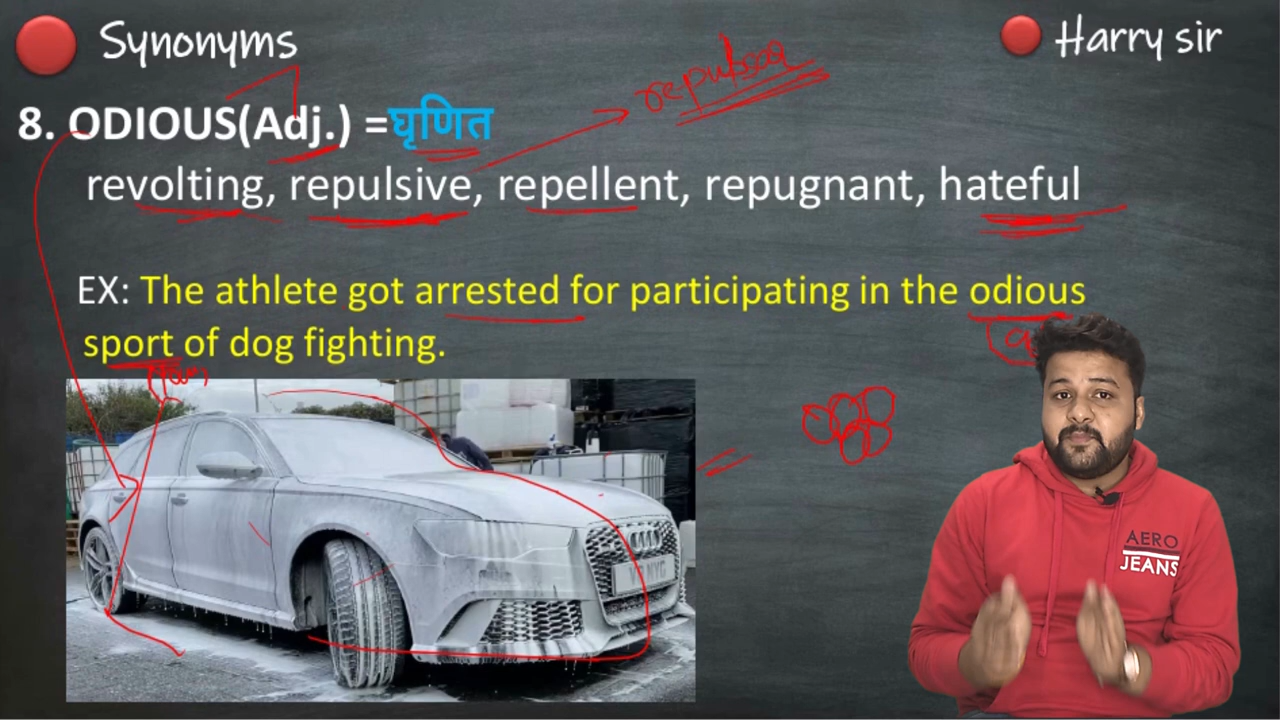 Synonyms
Harry sir
8. ODIOUS(Adj.) =घृणित
revolting, repulsive, repellent, repugnant, hateful
EX: The athlete got arrested for participating in the odious
sport of dog fighting.
AERO
JEANS